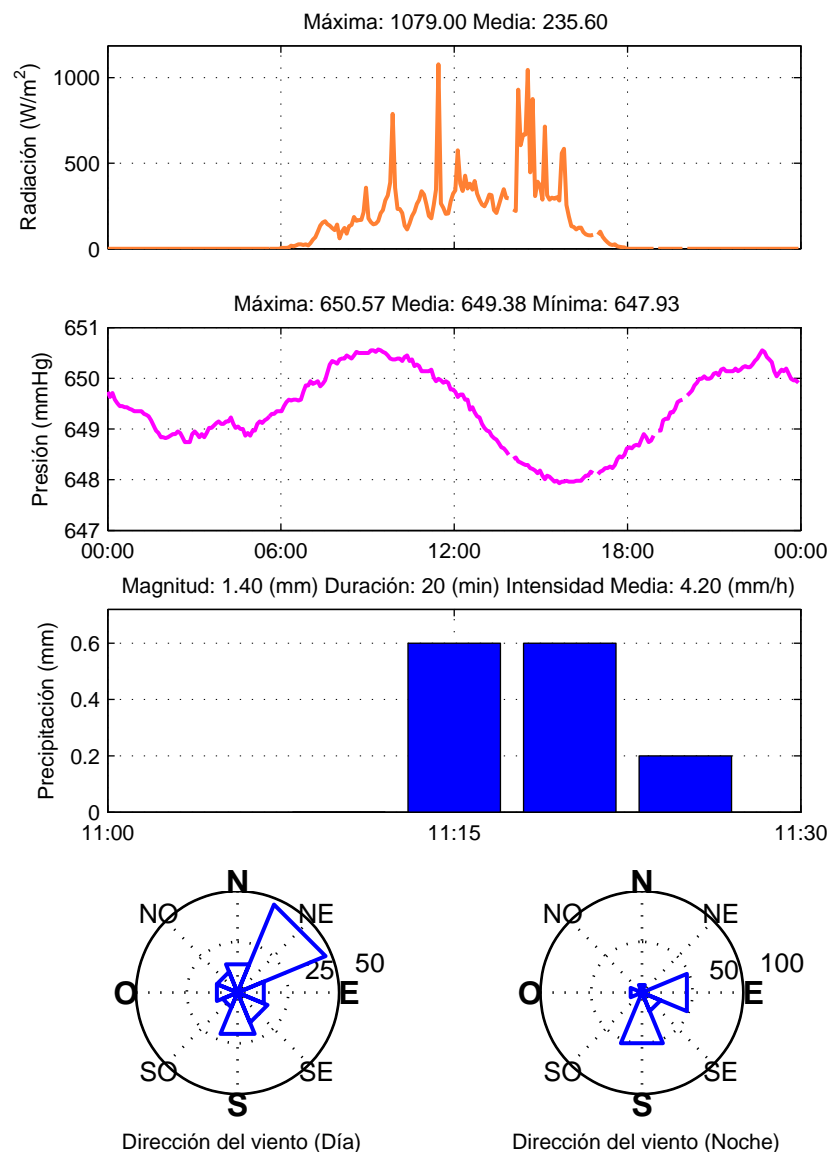 Máxima: 1079.00 Media: 235.60
Radiación (W/m²)
1000
500
0
Máxima: 650.57 Media: 649.38 Mínima: 647.93
Presión (mmHg)
651
650
649
648
647
00:00 06:00 12:00 18:00 00:00
Magnitud: 1.40 (mm) Duración: 20 (min) Intensidad Media: 4.20 (mm/h)
Precipitación (mm)
0.6
0.4
0.2
0
11:00 11:15 11:30
N
NO NE
25 50
O E
SO SE
S
Dirección del viento (Día)
N
NO NE
50 100
O E
SO SE
S
Dirección del viento (Noche)